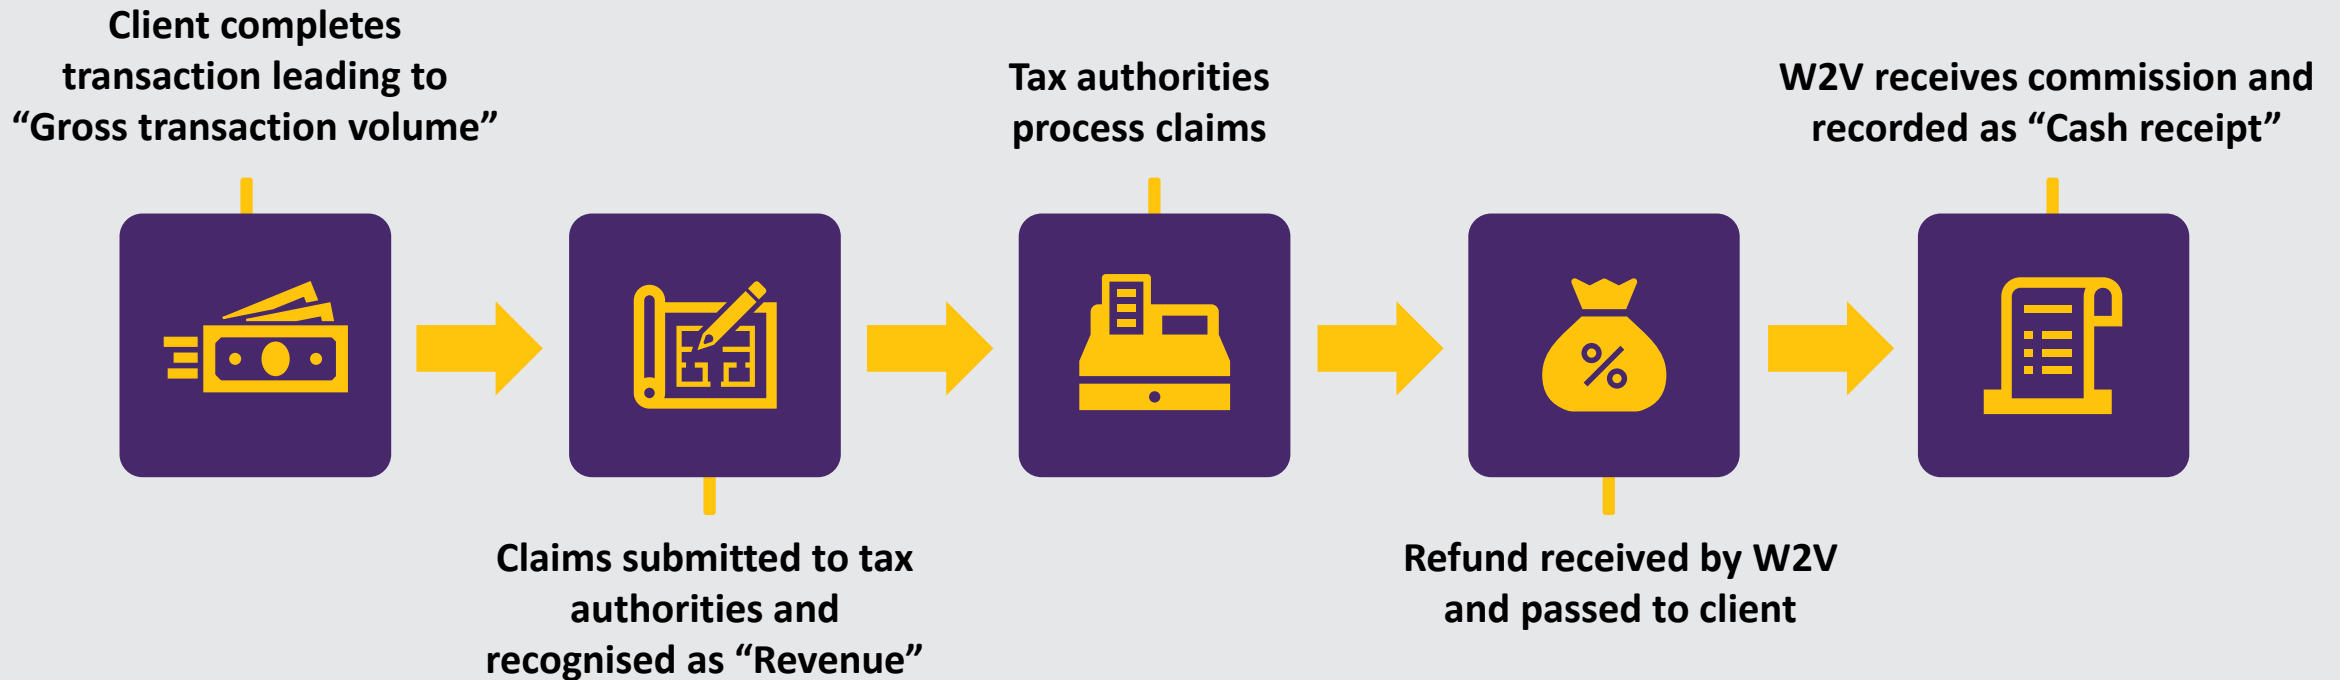 Client completes
transaction leading to
“Gross transaction volume”
Claims submitted to tax
authorities and
recognised as “Revenue”
Tax authorities
process claims
%
Refund received by W2V
and passed to client
W2V receives commission and
recorded as “Cash receipt”